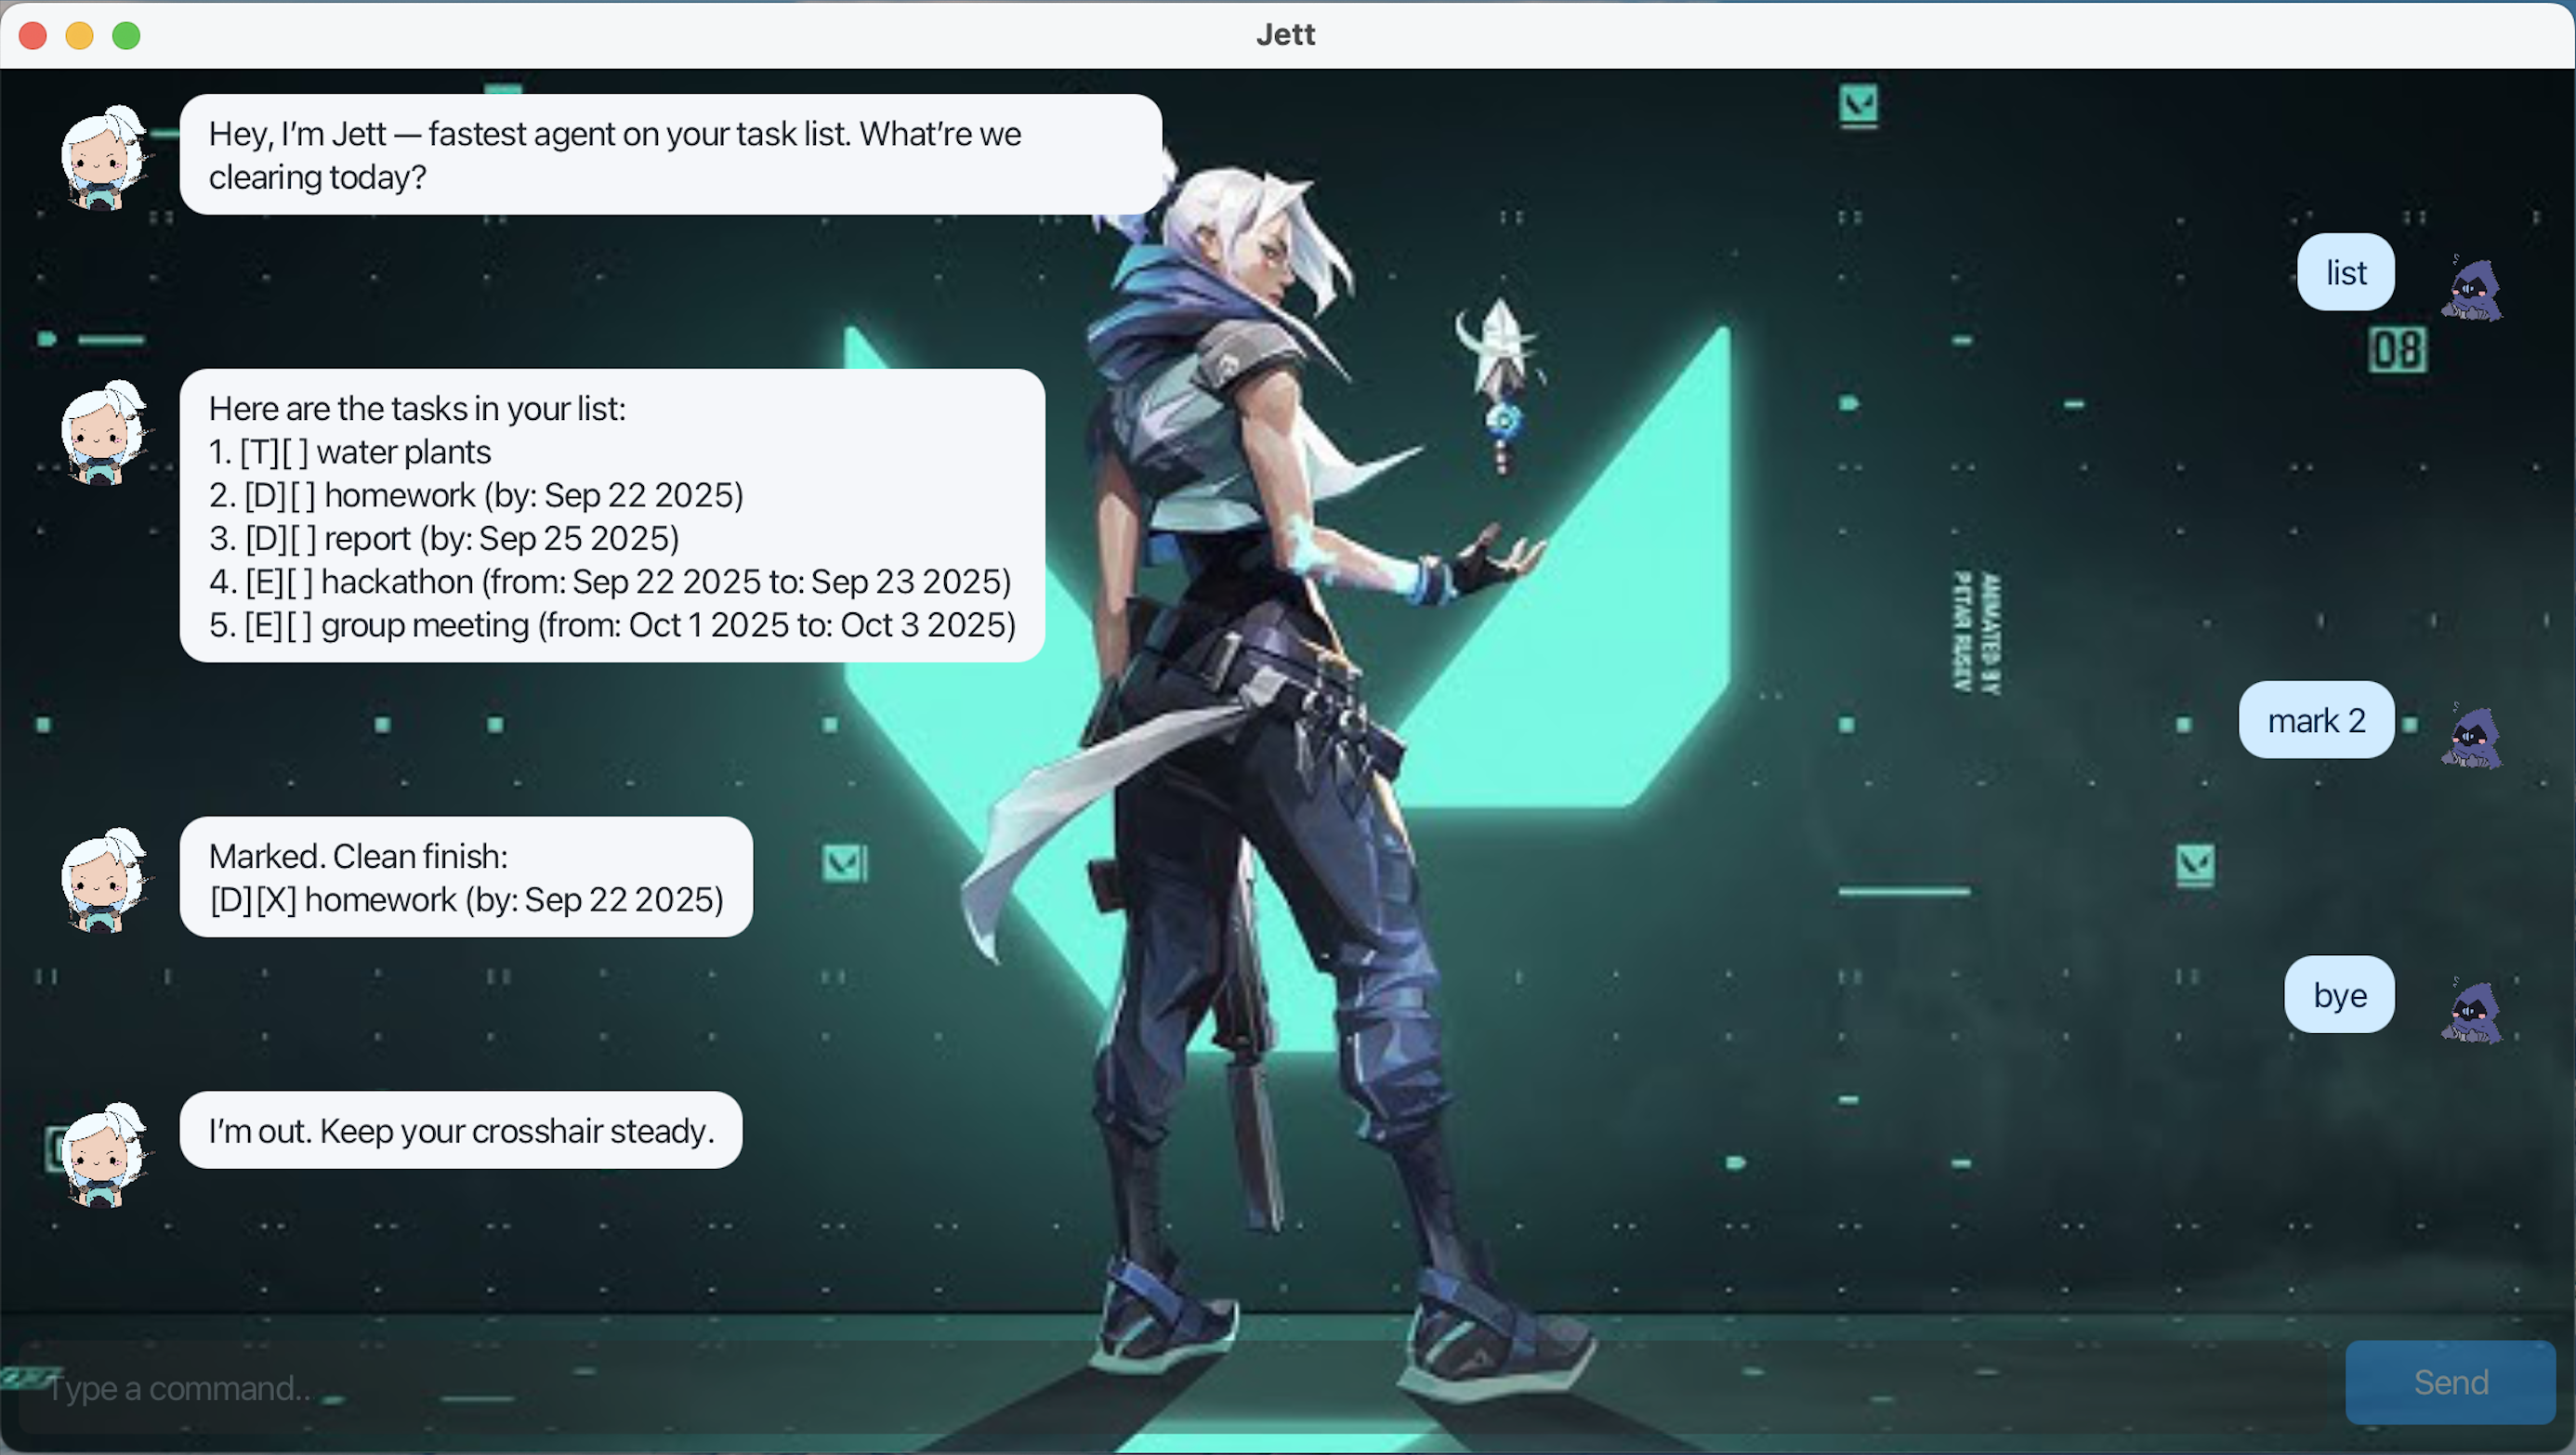 Jett
Hey, I’m Jett — fastest agent on your task list. What’re we
clearing today?
list
08
Here are the tasks in your list:
1. [T][ ] water plants
2. [D][ ] homework (by: Sep 22 2025)
3. [D][ ] report (by: Sep 25 2025)
4. [E][ ] hackathon (from: Sep 22 2025 to: Sep 23 2025)
5. [E][ ] group meeting (from: Oct 1 2025 to: Oct 3 2025)
ANIMATED BY
PETAR RUSEV
mark 2
Marked. Clean finish:
[D][X] homework (by: Sep 22 2025)
bye
I’m out. Keep your crosshair steady.
Type a command..
Send